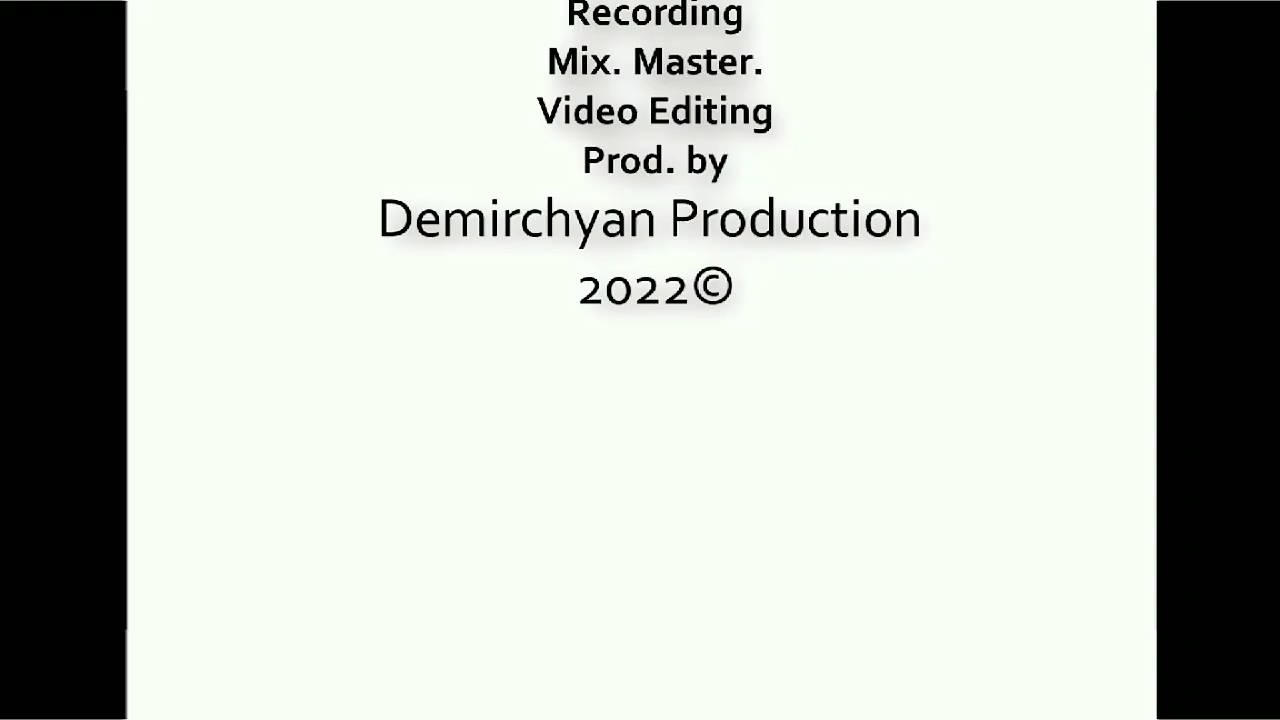 Recording
Mix. Master.
Video Editing
Prod. by
Demirchyan Production
2022©